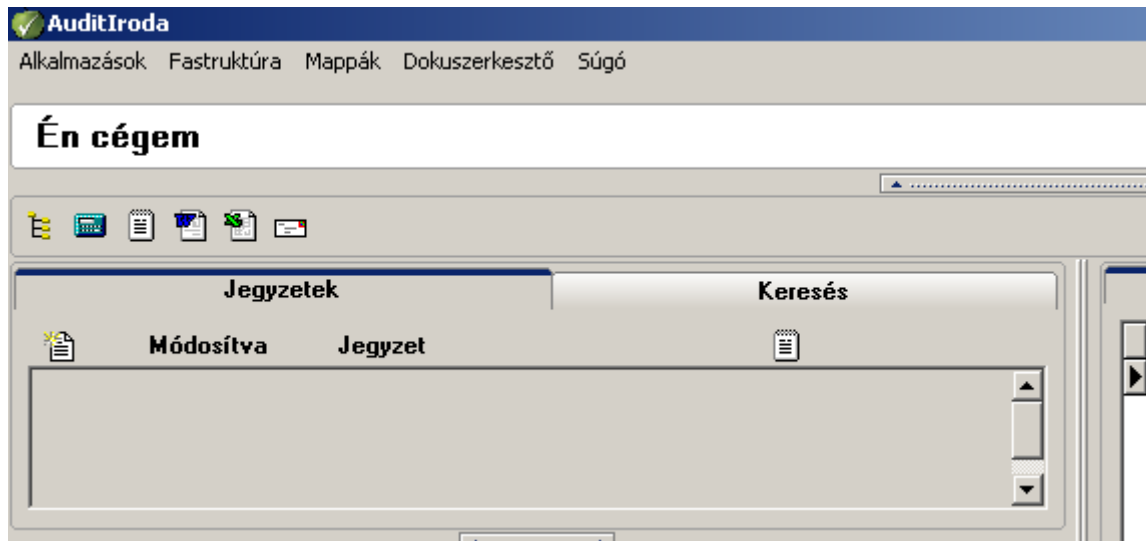 AuditIroda
Alkalmazások Fastruktúra Mappák Dokuszerkesztő Súgó
Én cégem
Jegyzetek Keresés
Módosítva Jegyzet